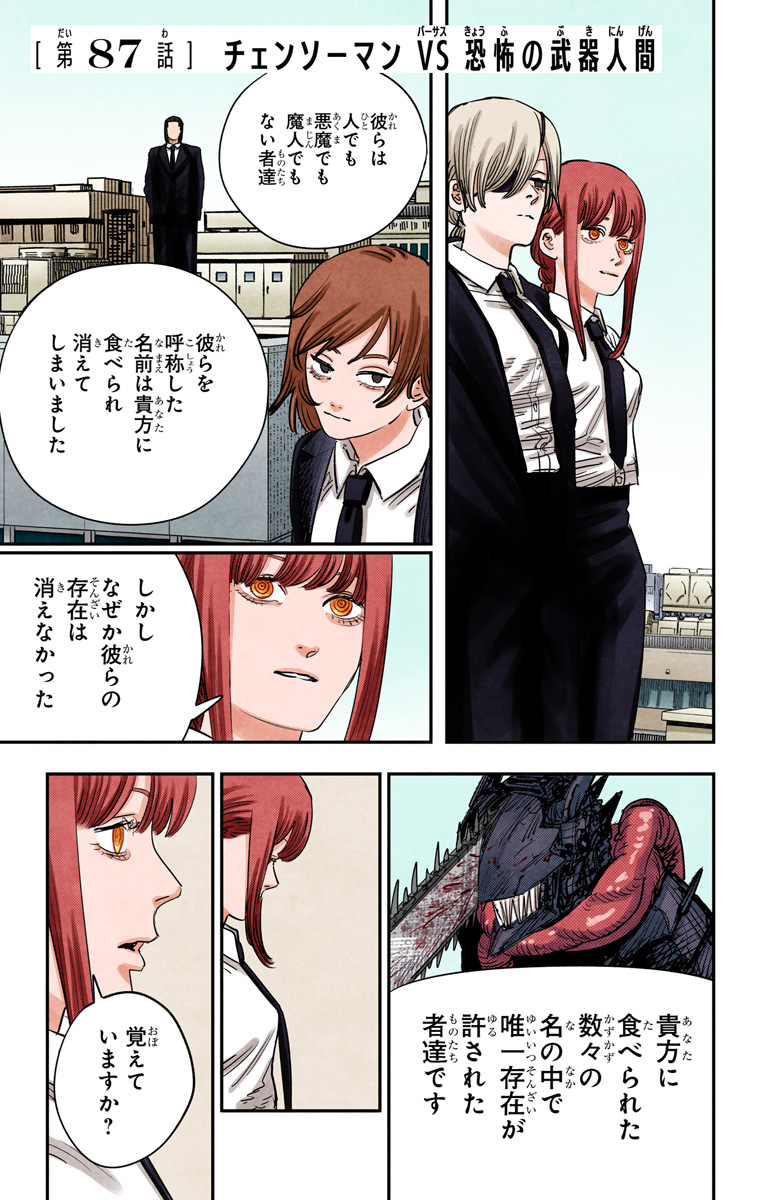 [第87話] チェンソーマン VS 恐怖の武器人間
彼らは
人でも
悪魔でも
魔人でも
ない者達
彼らを
呼称した
名前は貴方に
食べられ
消えて
しまいました
しかし
なぜか彼らの
存在は
消えなかった
貴方に
食べられた
数々の
名の中で
唯一存在が
許された
者達です
覚えて
いますか?